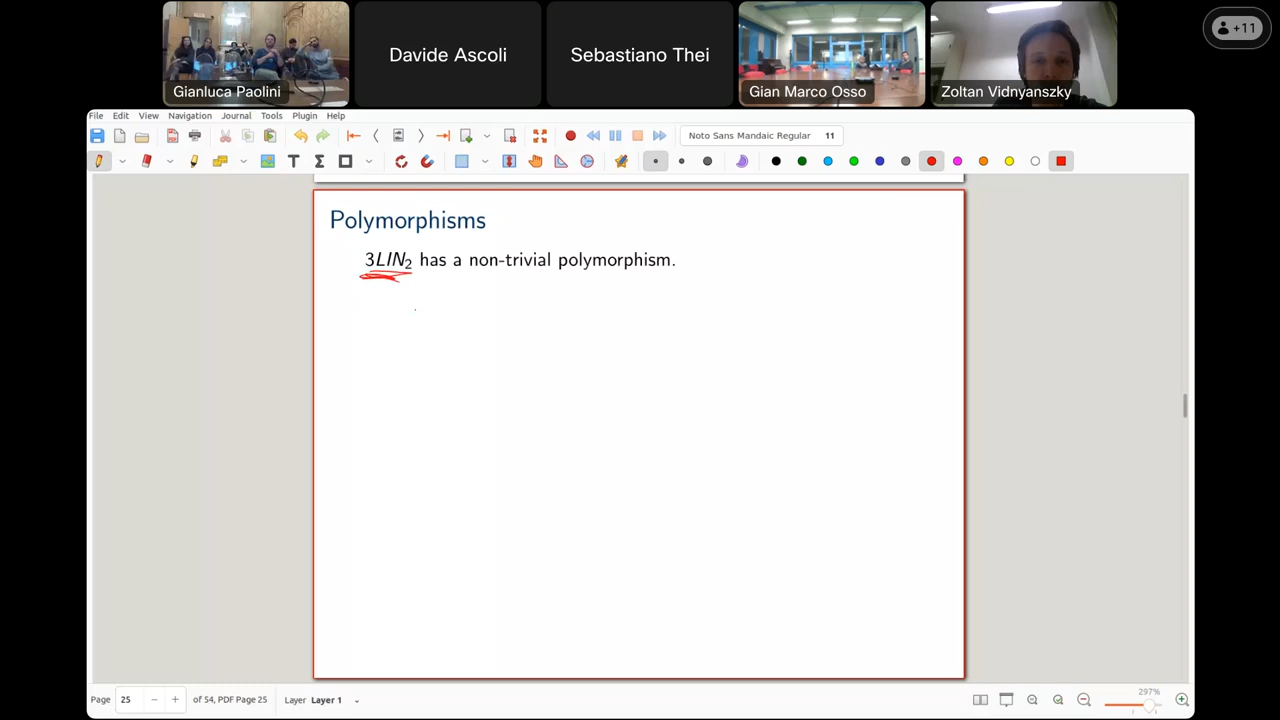 Davide Ascoli
Sebastiano Thei
+11
Gianluca Paolini
Gian Marco Osso
Zoltan Vidnyanszky
File Edit View Navigation Journal Tools Plugin Help
Noto Sans Mandaic Regular 11
Polymorphisms
3LIN₂ has a non-trivial polymorphism.
Page 25 of 54, PDF Page 25 Layer Layer 1
297%